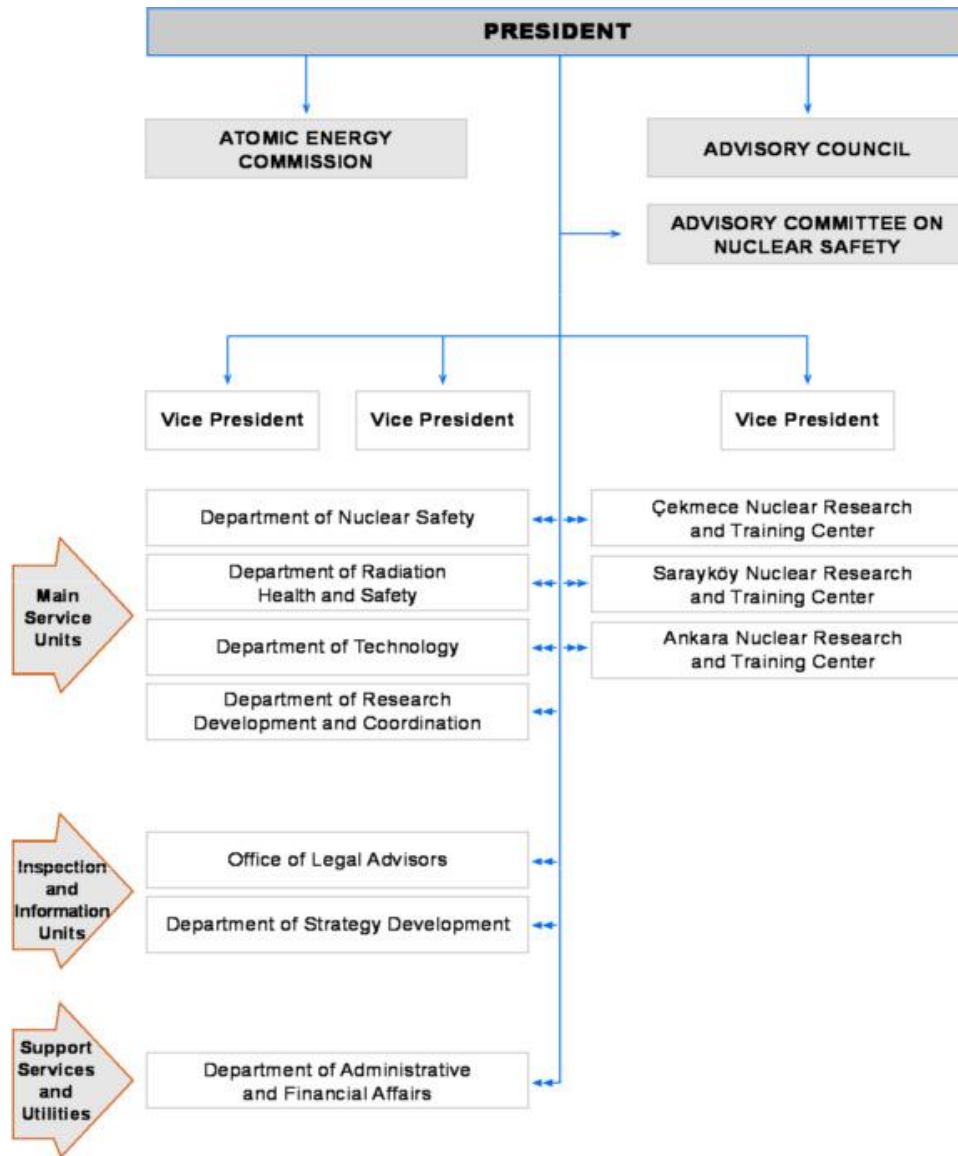 PRESIDENT
ATOMIC ENERGY
COMMISSION
ADVISORY COUNCIL
ADVISORY COMMITTEE ON
NUCLEAR SAFETY
Vice President
Vice President
Vice President
Main
Service
Units
Department of Nuclear Safety
Çekmece Nuclear Research
and Training Center
Department of Radiation
Health and Safety
Sarayköy Nuclear Research
and Training Center
Department of Technology
Ankara Nuclear Research
and Training Center
Department of Research
Development and Coordination
Inspection
and
Information
Units
Office of Legal Advisors
Department of Strategy Development
Support
Services
and
Utilities
Department of Administrative
and Financial Affairs